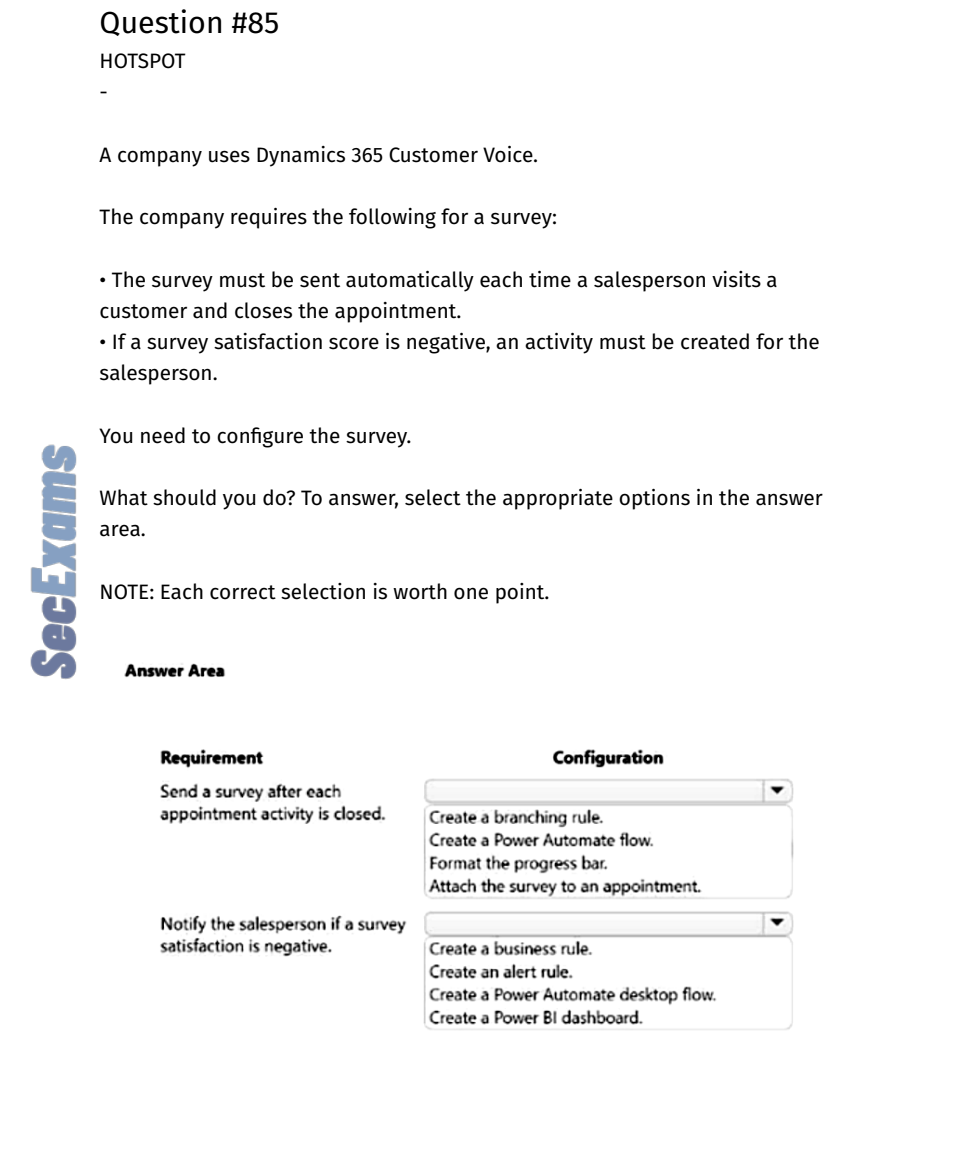 Question #85
HOTSPOT
-
A company uses Dynamics 365 Customer Voice.
The company requires the following for a survey:
• The survey must be sent automatically each time a salesperson visits a
customer and closes the appointment.
• If a survey satisfaction score is negative, an activity must be created for the
salesperson.
You need to configure the survey.
What should you do? To answer, select the appropriate options in the answer
area.
NOTE: Each correct selection is worth one point.
SecExams
Answer Area
Requirement Configuration
Send a survey after each
appointment activity is closed.
Create a branching rule.
Create a Power Automate flow.
Format the progress bar.
Attach the survey to an appointment.
Notify the salesperson if a survey
satisfaction is negative.
Create a business rule.
Create an alert rule.
Create a Power Automate desktop flow.
Create a Power BI dashboard.